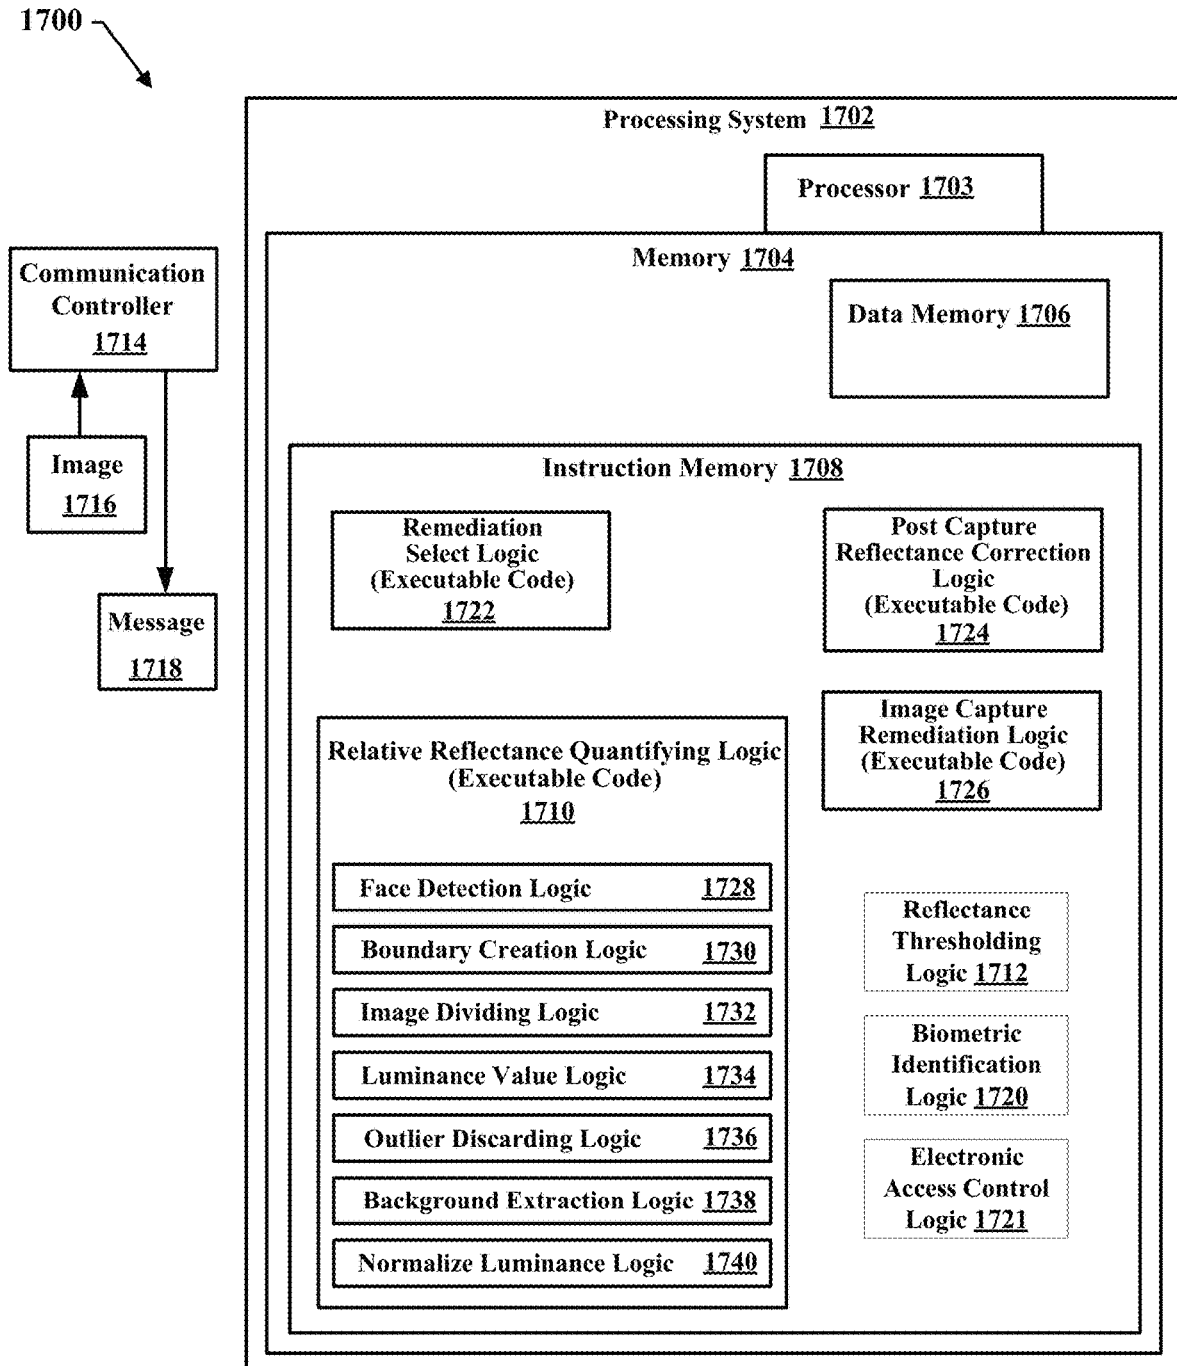 1700
Processing System 1702
Processor 1703
Memory 1704
Data Memory 1706
Communication
Controller
1714
Image
1716
Message
1718
Instruction Memory 1708
Remediation
Select Logic
(Executable Code)
1722
Post Capture
Reflectance Correction
Logic
(Executable Code)
1724
Image Capture
Remediation Logic
(Executable Code)
1726
Relative Reflectance Quantifying Logic
(Executable Code)
1710
Face Detection Logic 1728
Boundary Creation Logic 1730
Image Dividing Logic 1732
Luminance Value Logic 1734
Outlier Discarding Logic 1736
Background Extraction Logic 1738
Normalize Luminance Logic 1740
Reflectance
Thresholding
Logic 1712
Biometric
Identification
Logic 1720
Electronic
Access Control
Logic 1721